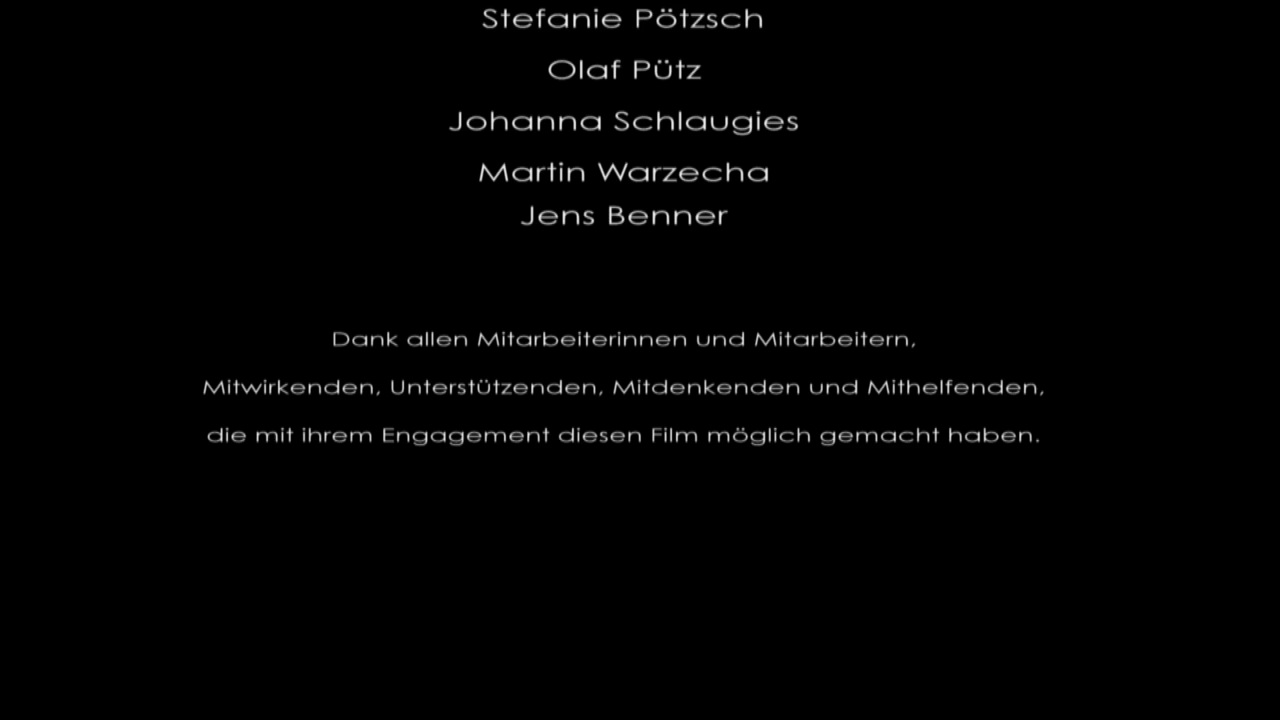 Stefanie Pötzsch
Olaf Pütz
Johanna Schlaugies
Martin Warzecha
Jens Benner
Dank allen Mitarbeiterinnen und Mitarbeitern,
Mitwirkenden, Unterstützenden, Mitdenkenden und Mithelfenden,
die mit ihrem Engagement diesen Film möglich gemacht haben.